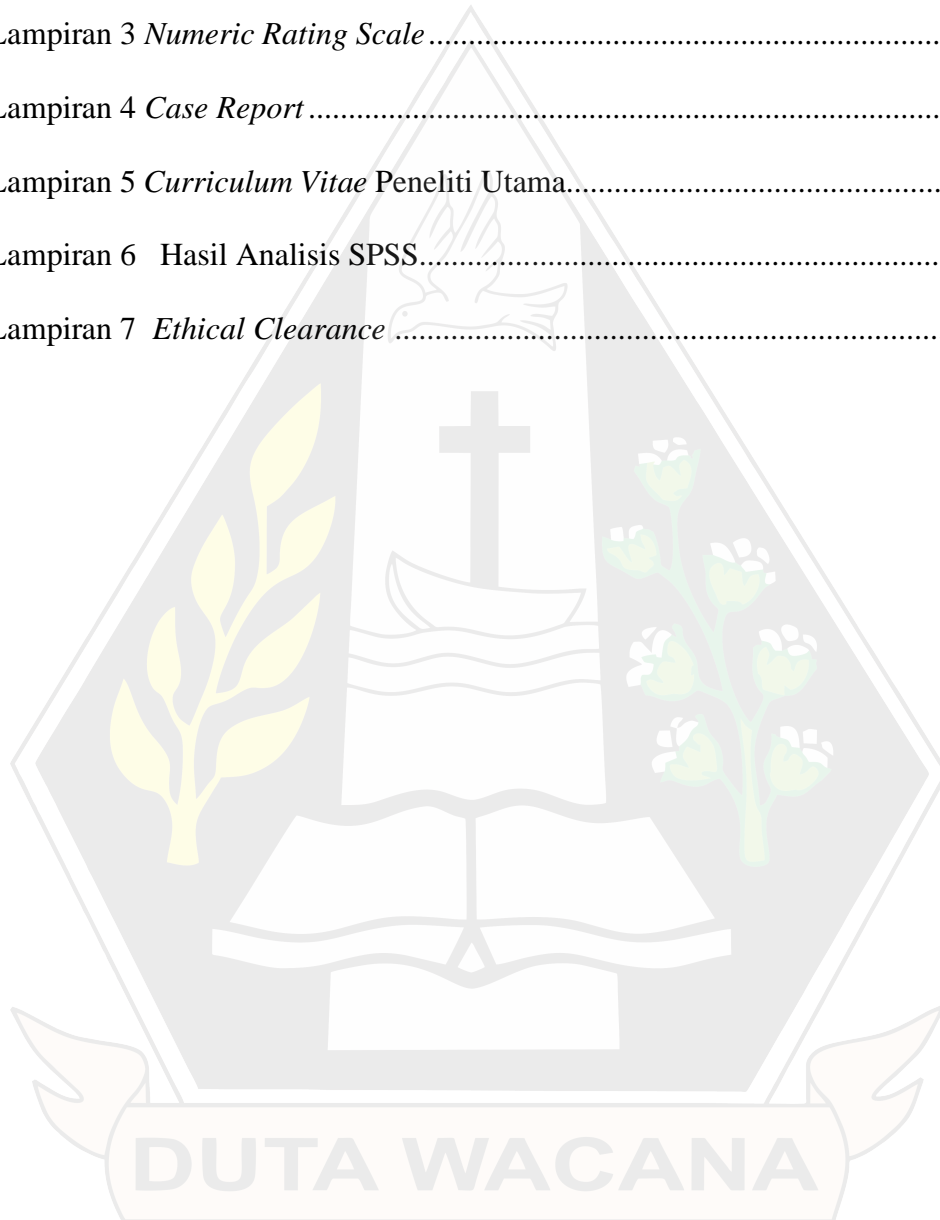 Lampiran 3 Numeric Rating Scale..............................................................
Lampiran 4 Case Report..............................................................................
Lampiran 5 Curriculum Vitae Peneliti Utama..............................................
Lampiran 6 Hasil Analisis SPSS.................................................................
Lampiran 7 Ethical Clearance ....................................................................
DUTA WACANA